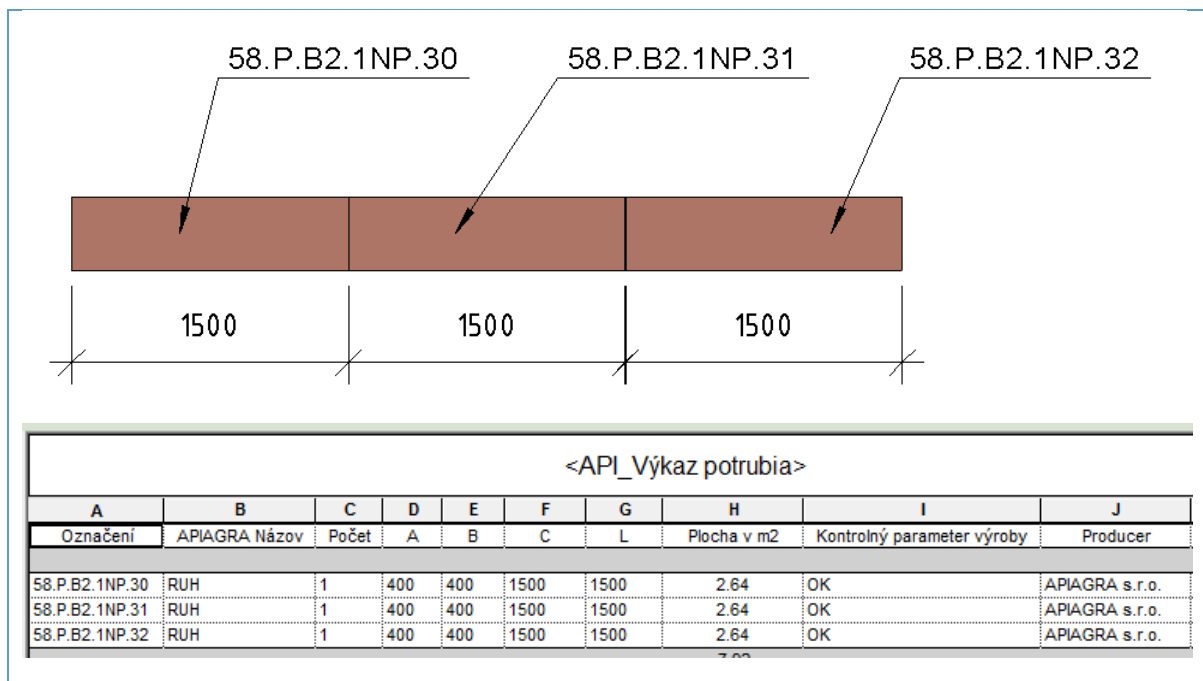 58.P.B2.1NP.30 58.P.B2.1NP.31 58.P.B2.1NP.32
1500 1500 1500
<API_Výkaz potrubia>
A B C D E F G H I J
Označení APIAGRA Názov Počet A B C L Plocha v m2 Kontrolný parameter výroby Producer
58.P.B2.1NP.30 RUH 1 400 400 1500 1500 2.64 OK APIAGRA s.r.o.
58.P.B2.1NP.31 RUH 1 400 400 1500 1500 2.64 OK APIAGRA s.r.o.
58.P.B2.1NP.32 RUH 1 400 400 1500 1500 2.64 OK APIAGRA s.r.o.